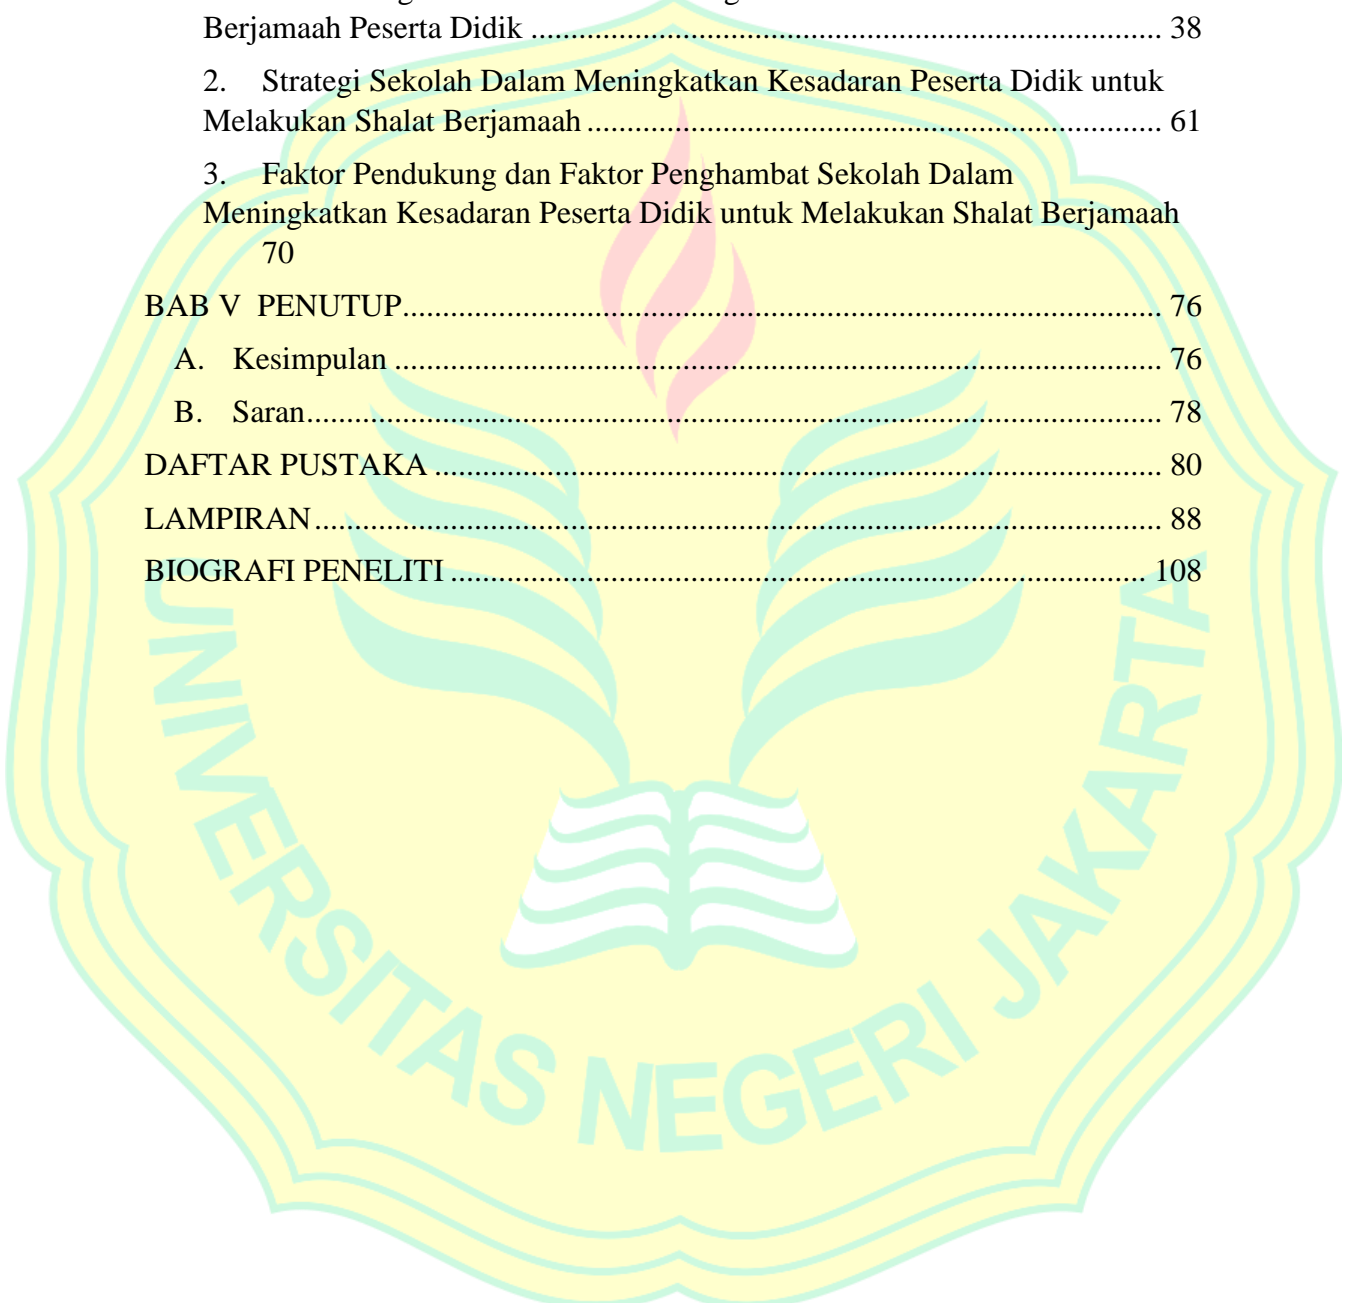 Berjamaah Peserta Didik ............................................................................. 38
2. Strategi Sekolah Dalam Meningkatkan Kesadaran Peserta Didik untuk
Melakukan Shalat Berjamaah ...................................................................... 61
3. Faktor Pendukung dan Faktor Penghambat Sekolah Dalam
Meningkatkan Kesadaran Peserta Didik untuk Melakukan Shalat Berjamaah
70
BAB V PENUTUP............................................................................................ 76
A. Kesimpulan ............................................................................................. 76
B. Saran........................................................................................................ 78
DAFTAR PUSTAKA ........................................................................................ 80
LAMPIRAN....................................................................................................... 88
BIOGRAFI PENELITI ..................................................................................... 108
UNIVERSITAS NEGERI JAKARTA